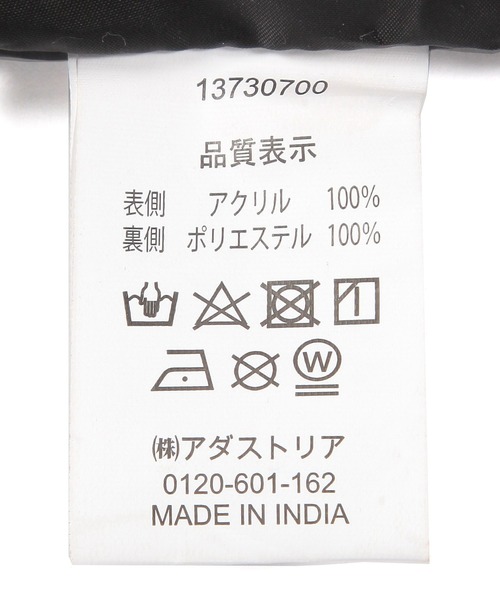 13730700
品質表示
表側 アクリル 100%
裏側 ポリエステル 100%
W
㈱アダストリア
0120-601-162
MADE IN INDIA